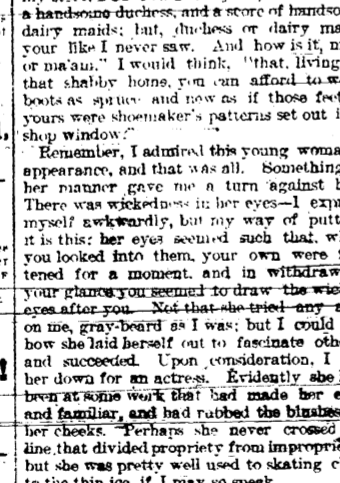 a handsome duchess, and a score of handso
dairy maids; but, duchess or dairy ma
your like I never saw. And how is it, m
or ma'am." I would think, "that, living
that shabby home, you can afford to w
boots as spruce and new as if those fee
yours were shoemaker's patterns set out i
shop window?"
Remember, I admired this young woma
appearance, and that was all. Something
her manner gave me a turn against h
There was wickedness in her eyes—I exp
myself awkwardly, but my way of putt
it is this: her eyes seemed such that, w
you looked into them, your own were f
tened for a moment, and in withdraw
your glance you seemed to draw the wic
eyes after you. Not that she tried any a
on me, gray-beard as I was; but I could
how she laid herself out to fascinate oth
and succeeded. Upon consideration, I
her down for an actress. Evidently she
been at some work that had made her e
and familiar, and had rubbed the blushes
her cheeks. Perhaps she never crossed
line that divided propriety from improprie
but she was pretty well used to skating c
to the thin ice, if I may so speak